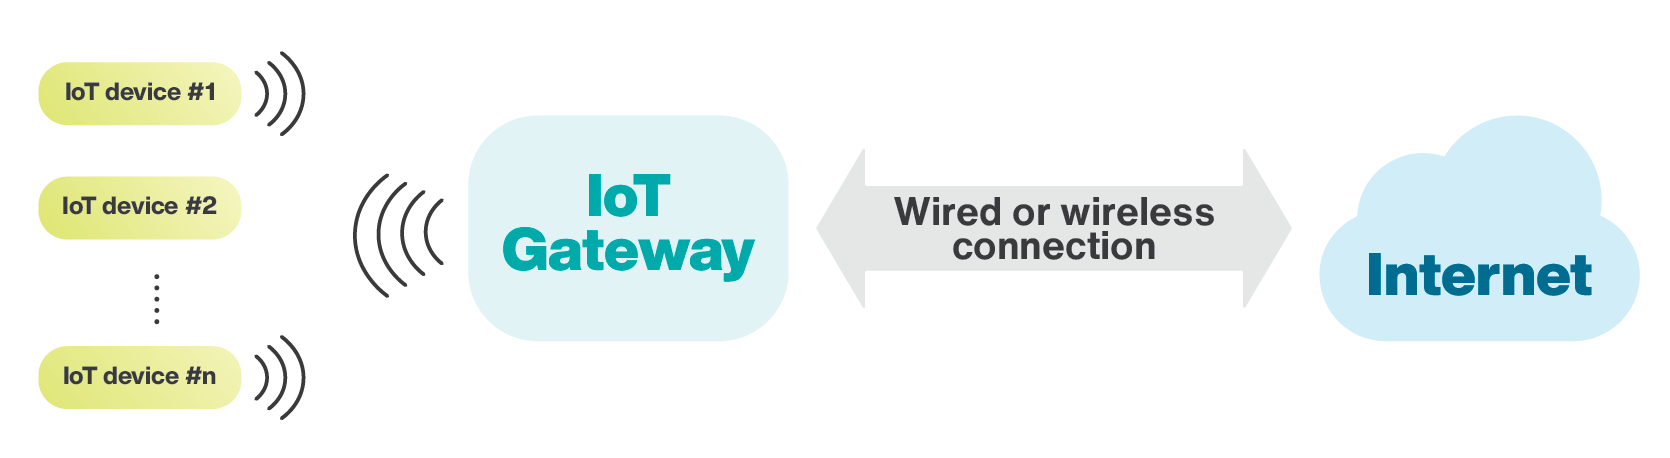 IoT device #1
IoT device #2
IoT device #n
IoT
Gateway
Wired or wireless
connection
Internet